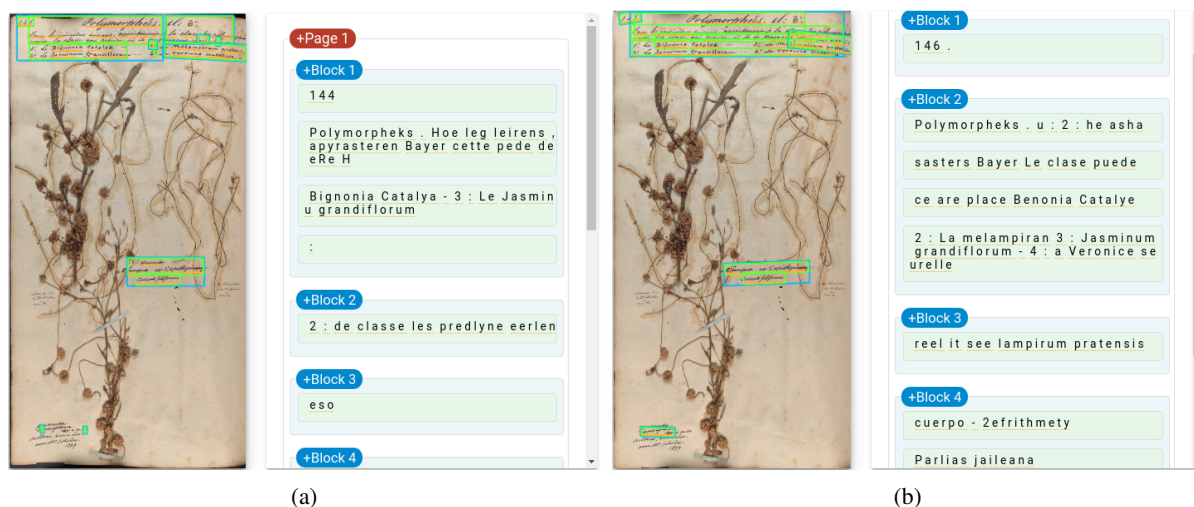 +Page 1
+Block 1
144
Polymorpheks . Hoe leg leirens ,
apyrasteren Bayer cette pede de
eRe H
Bignonia Catalya - 3 : Le Jasmin
u grandiflorum
:
+Block 2
2 : de classe les predlyne eerlen
+Block 3
eso
+Block 4
(a)
+Block 1
146 .
+Block 2
Polymorpheks . u : 2 : he asha
sasters Bayer Le clase puede
ce are place Benonia Catalye
2 : La melampiran 3 : Jasminum
grandiflorum - 4 : a Veronice se
urelle
+Block 3
reel it see lampirum pratensis
+Block 4
cuerpo - 2efrithmety
Parlias jaileana
(b)